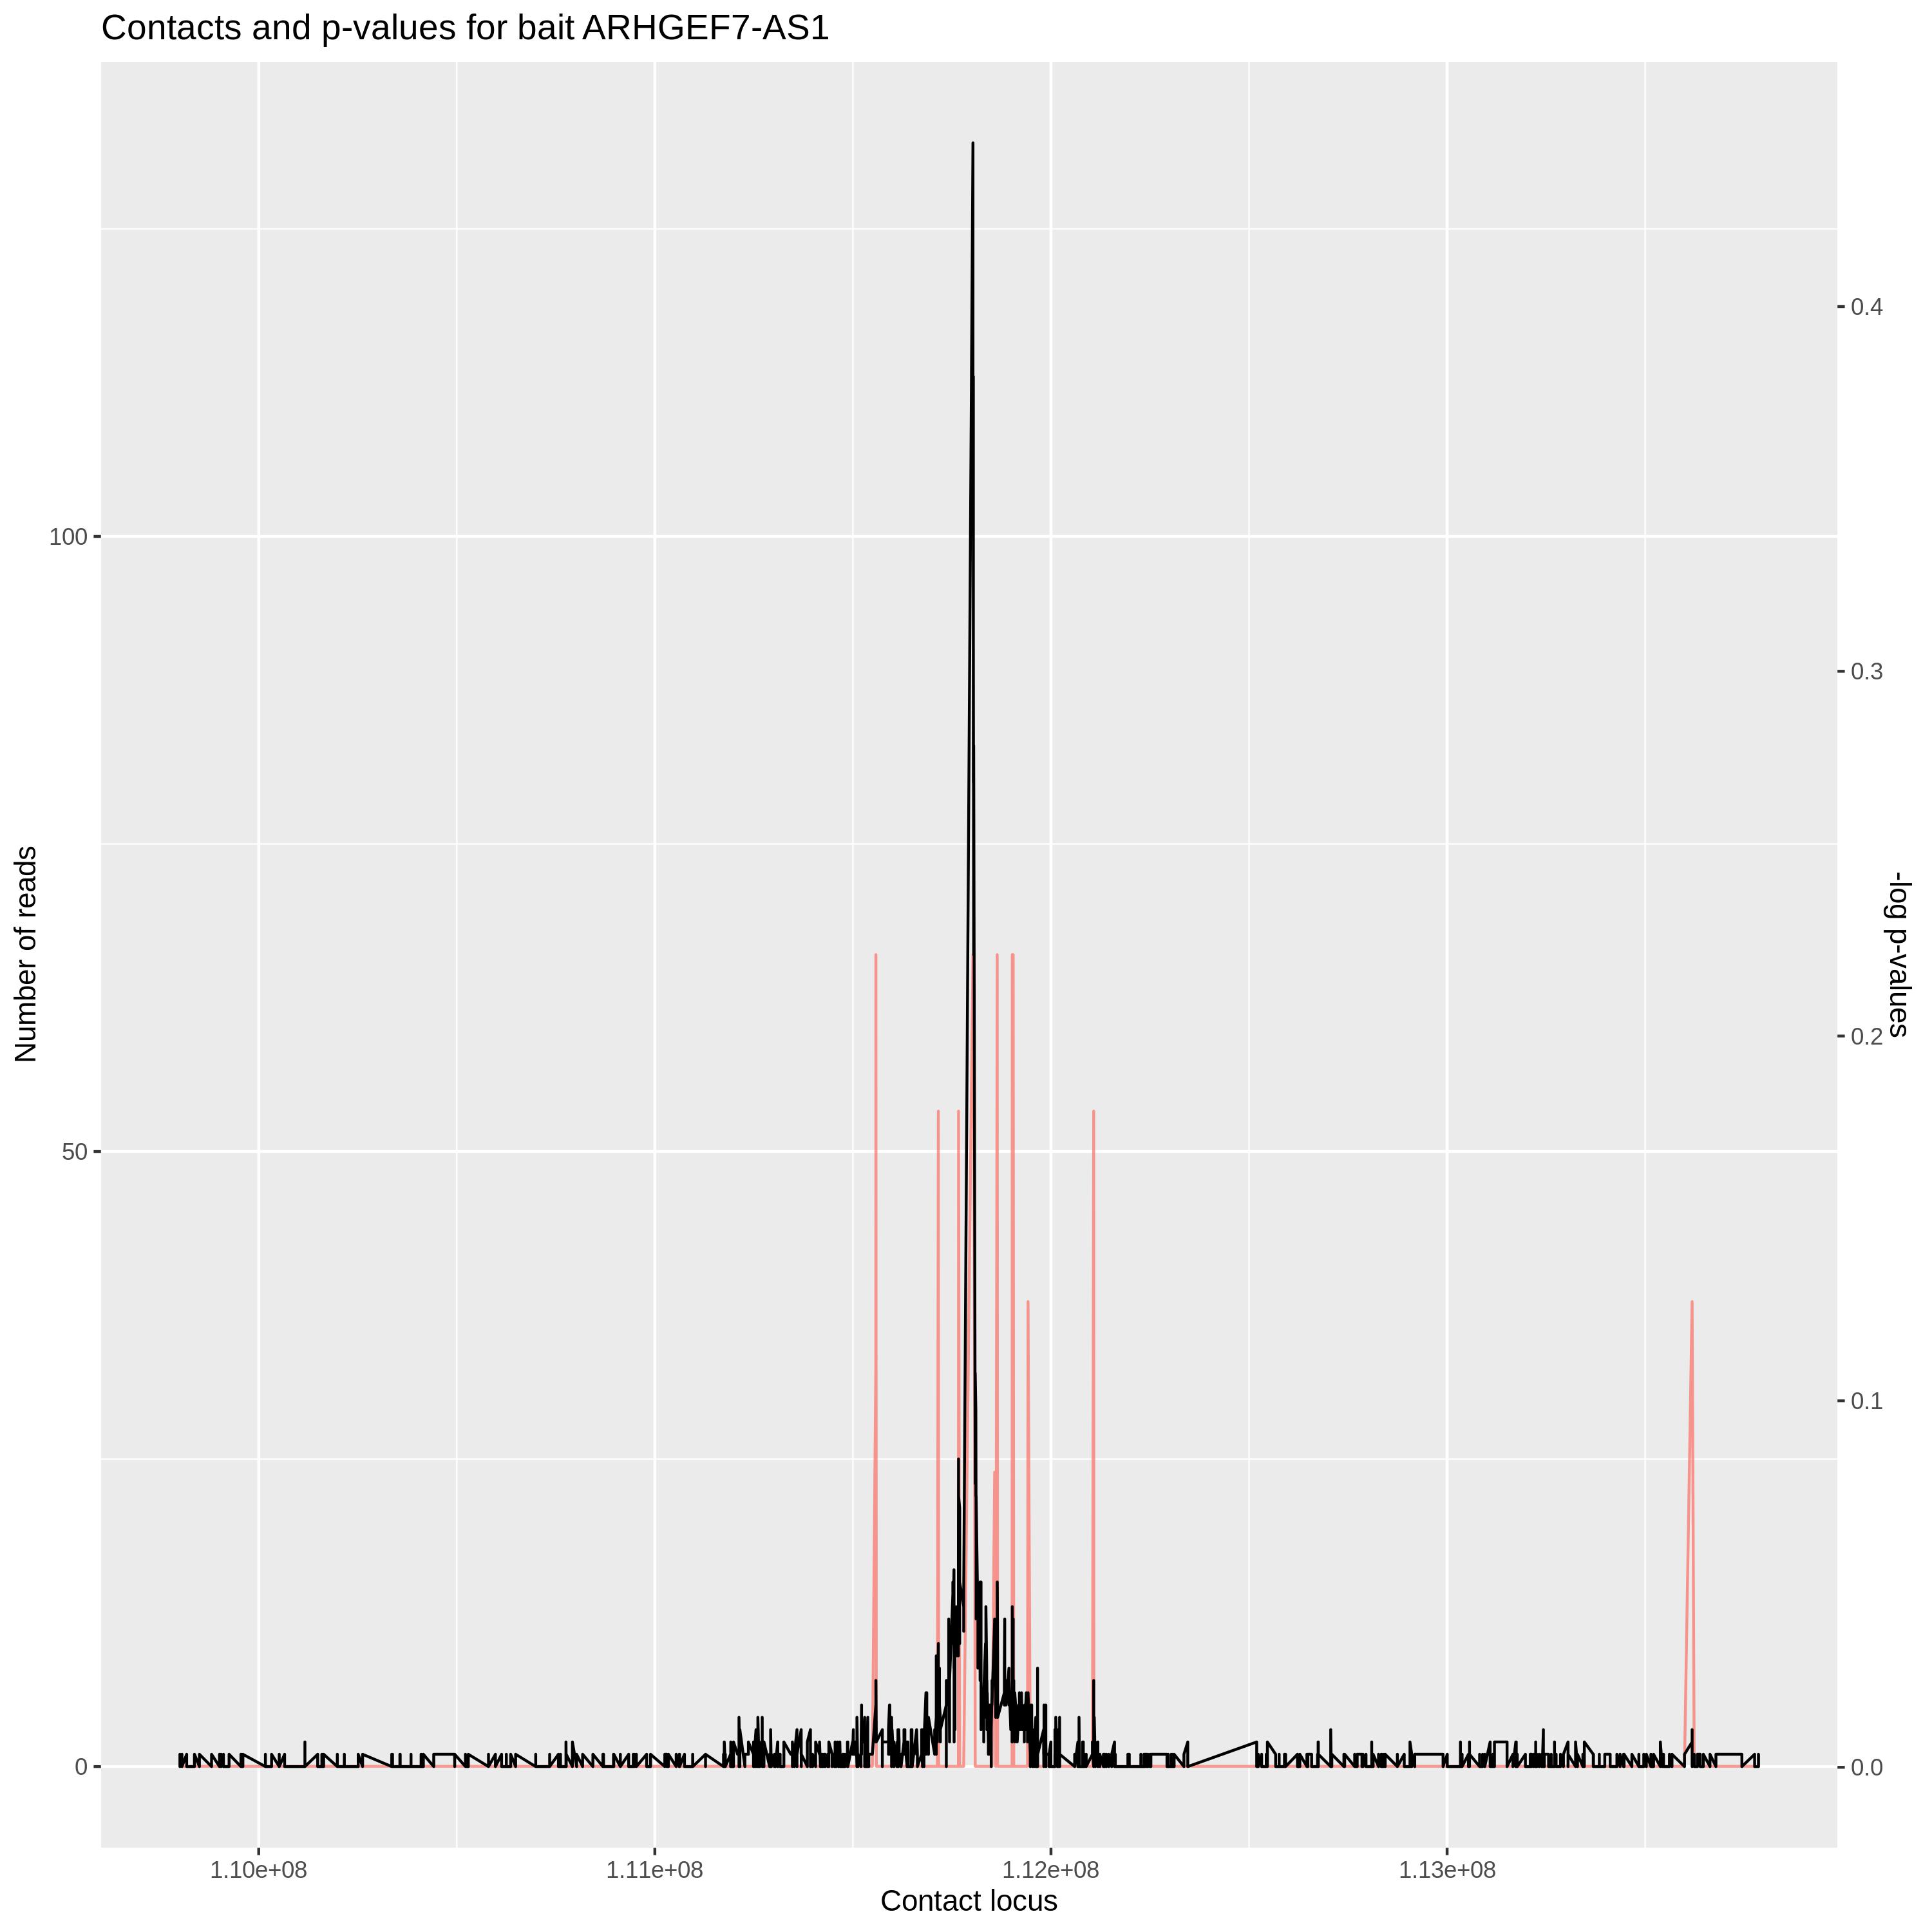 Contacts and p-values for bait ARHGEF7-AS1
Number of reads
100
50
0
0.4
0.3
0.2
0.1
0.0
-log p-values
1.10e+08
1.11e+08
1.12e+08
1.13e+08
Contact locus